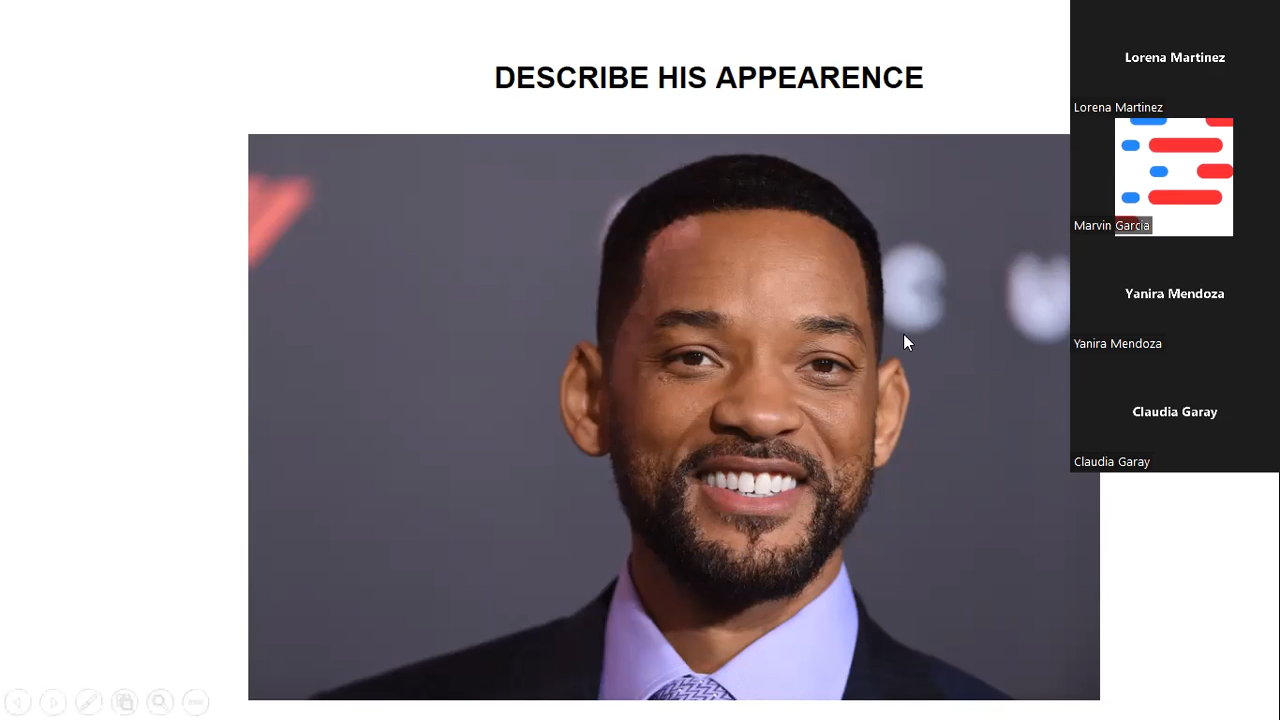 DESCRIBE HIS APPEARENCE
Lorena Martinez
Lorena Martinez
Marvin Garcia
Yanira Mendoza
Yanira Mendoza
Claudia Garay
Claudia Garay